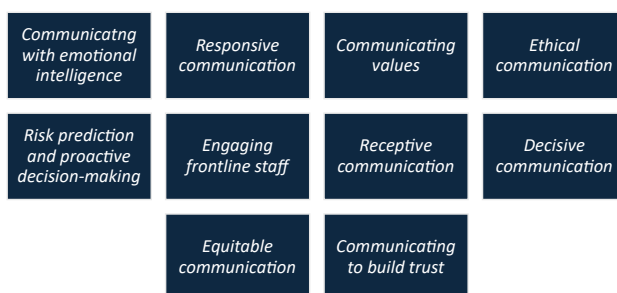 Communicatng
with emotional
intelligence
Responsive
communication
Communicating
values
Ethical
communication
Risk prediction
and proactive
decision-making
Engaging
frontline staff
Receptive
communication
Decisive
communication
Equitable
communication
Communicating
to build trust